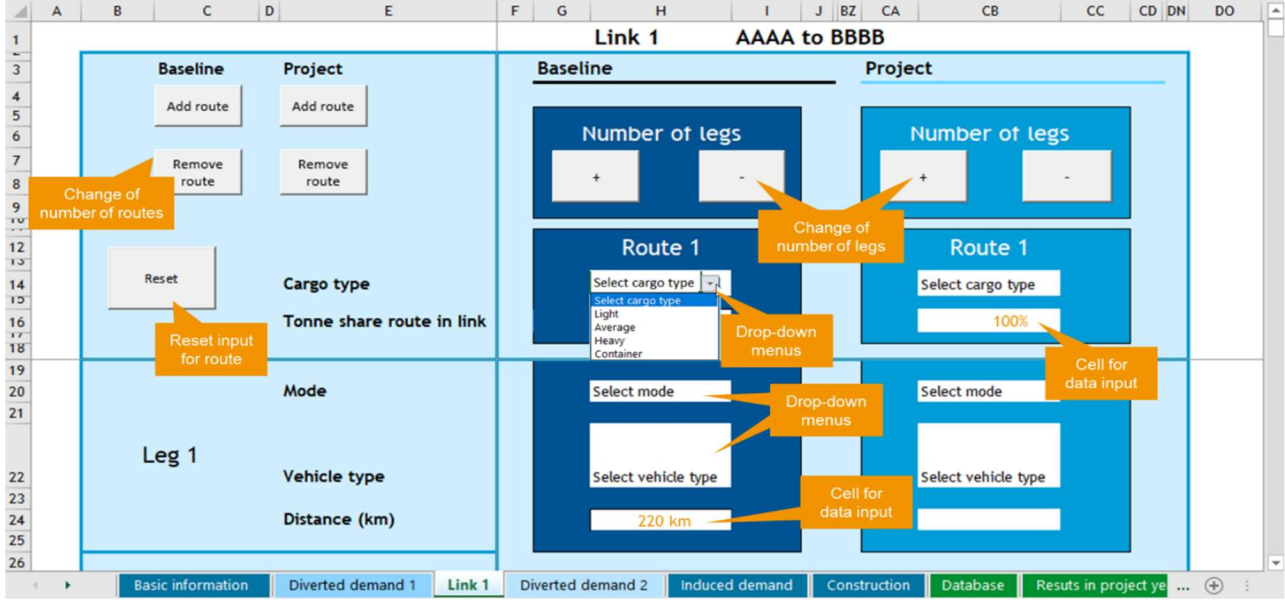 A B C D E F G H I J BZ CA CB CC CD DN DO
1 Link 1 AAAA to BBBB
3 Baseline Project Baseline Project
4 Add route Add route
5
6 Number of legs Number of legs
7 Remove route Remove route
8 + - + -
9
Change of
number of routes
Change of
number of legs
12 Route 1 Route 1
13
Reset
14 Cargo type Select cargo type Select cargo type
Select cargo type
Light
Average
Heavy
Container
15
16 Tonne share route in link 100%
17
18
Reset input
for route
Drop-down
menus
Cell for
data input
19
20 Mode Select mode Select mode
21
Drop-down
menus
Leg 1
22 Vehicle type Select vehicle type Select vehicle type
23
24 Distance (km) 220 km
Cell for
data input
25
26
Basic information Diverted demand 1 Link 1 Diverted demand 2 Induced demand Construction Database Resuts in project ye ...